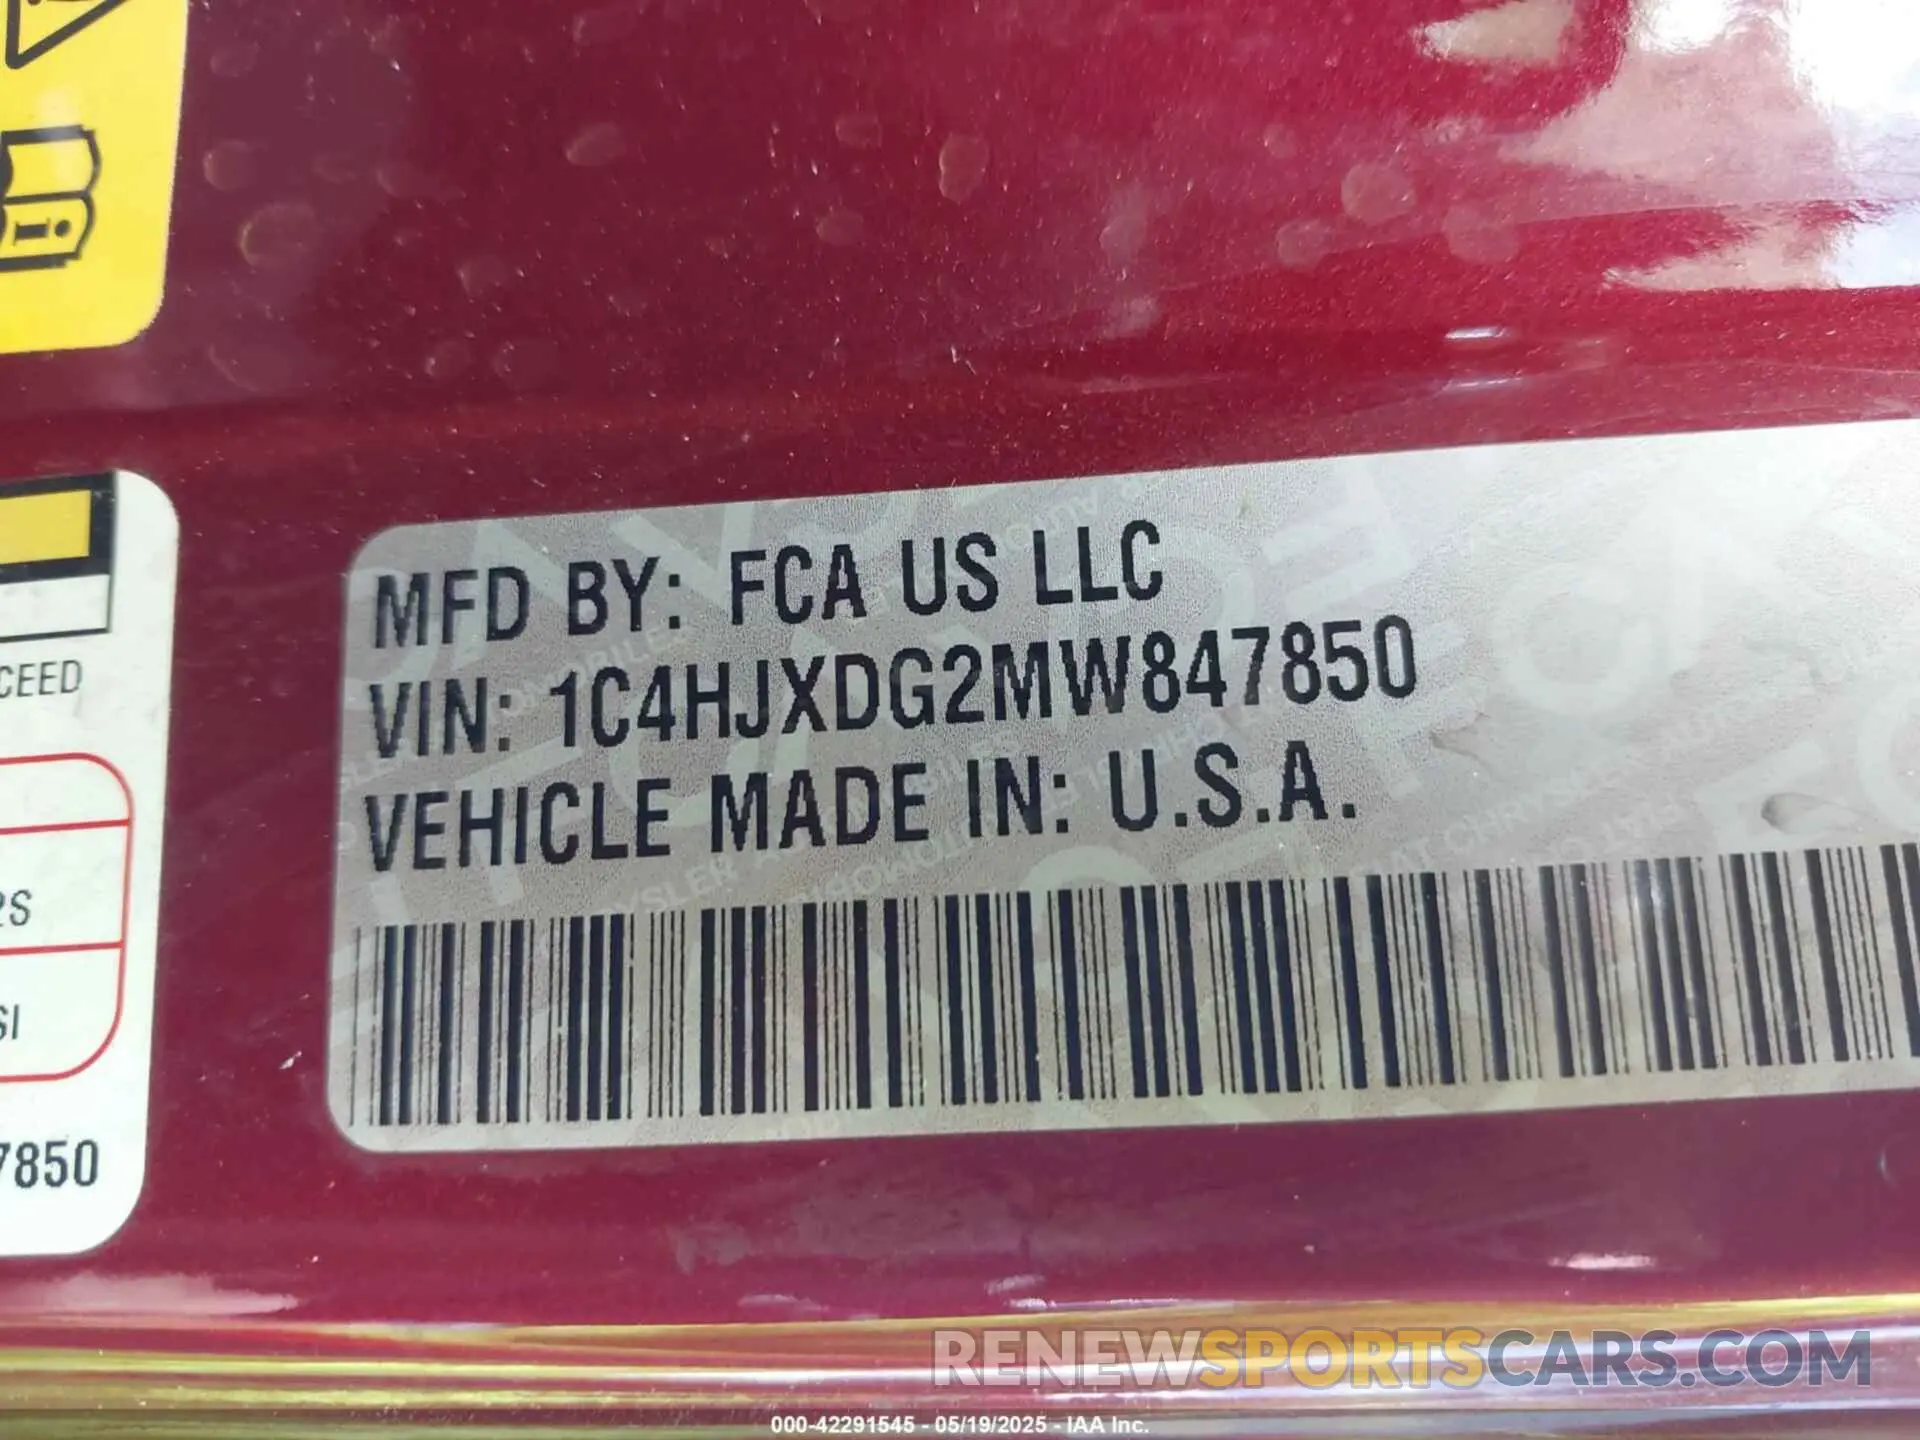 CEED
2S
SI
7850
MFD BY: FCA US LLC
VIN: 1C4HJXDG2MW847850
VEHICLE MADE IN: U.S.A.
RENEWSPORTSCARS.COM
000-42291545 - 05/19/2025 - IAA Inc.